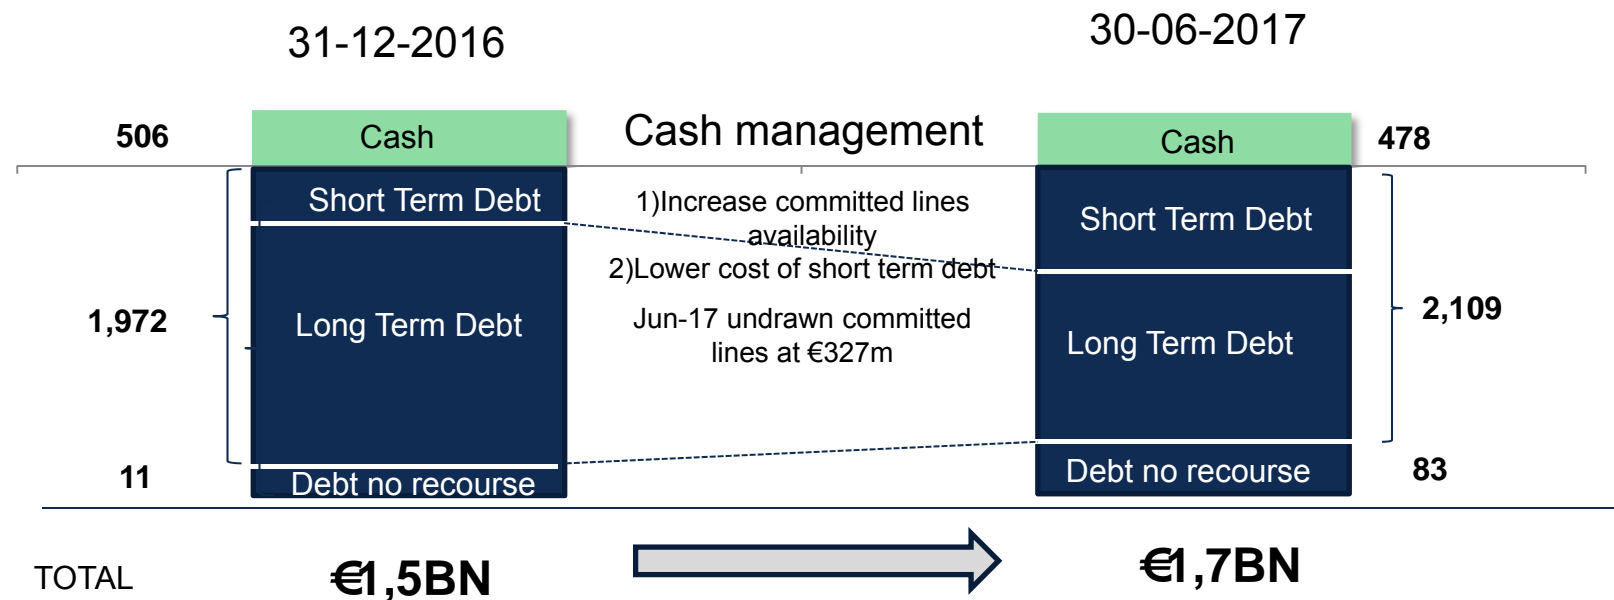 31-12-2016
30-06-2017
506
Cash
Cash management
Cash
478
Short Term Debt
1)Increase committed lines
availability
2)Lower cost of short term debt
Short Term Debt
1,972
Long Term Debt
Jun-17 undrawn committed
lines at €327m
Long Term Debt
2,109
11
Debt no recourse
Debt no recourse
83
TOTAL
€1,5BN
€1,7BN